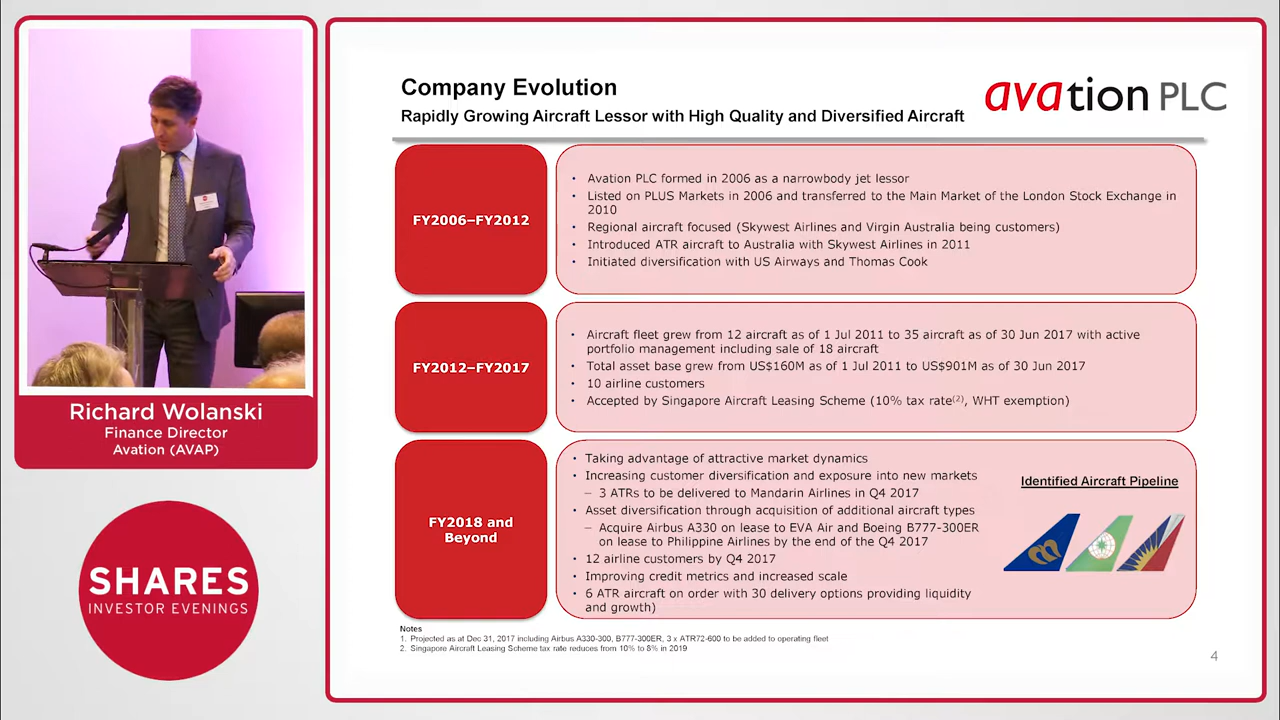 Company Evolution
Rapidly Growing Aircraft Lessor with High Quality and Diversified Aircraft
avation PLC
FY2006–FY2012
• Avation PLC formed in 2006 as a narrowbody jet lessor
• Listed on PLUS Markets in 2006 and transferred to the Main Market of the London Stock Exchange in
2010
• Regional aircraft focused (Skywest Airlines and Virgin Australia being customers)
• Introduced ATR aircraft to Australia with Skywest Airlines in 2011
• Initiated diversification with US Airways and Thomas Cook
FY2012–FY2017
• Aircraft fleet grew from 12 aircraft as of 1 Jul 2011 to 35 aircraft as of 30 Jun 2017 with active
portfolio management including sale of 18 aircraft
• Total asset base grew from US$160M as of 1 Jul 2011 to US$901M as of 30 Jun 2017
• 10 airline customers
• Accepted by Singapore Aircraft Leasing Scheme (10% tax rate(2), WHT exemption)
FY2018 and
Beyond
• Taking advantage of attractive market dynamics
• Increasing customer diversification and exposure into new markets
– 3 ATRs to be delivered to Mandarin Airlines in Q4 2017
• Asset diversification through acquisition of additional aircraft types
– Acquire Airbus A330 on lease to EVA Air and Boeing B777-300ER
on lease to Philippine Airlines by the end of the Q4 2017
• 12 airline customers by Q4 2017
• Improving credit metrics and increased scale
• 6 ATR aircraft on order with 30 delivery options providing liquidity
and growth)
Identified Aircraft Pipeline
Notes
1. Projected as at Dec 31, 2017 including Airbus A330-300, B777-300ER, 3 x ATR72-600 to be added to operating fleet
2. Singapore Aircraft Leasing Scheme tax rate reduces from 10% to 8% in 2019
4
Richard Wolanski
Finance Director
Avation (AVAP)
SHARES
INVESTOR EVENINGS